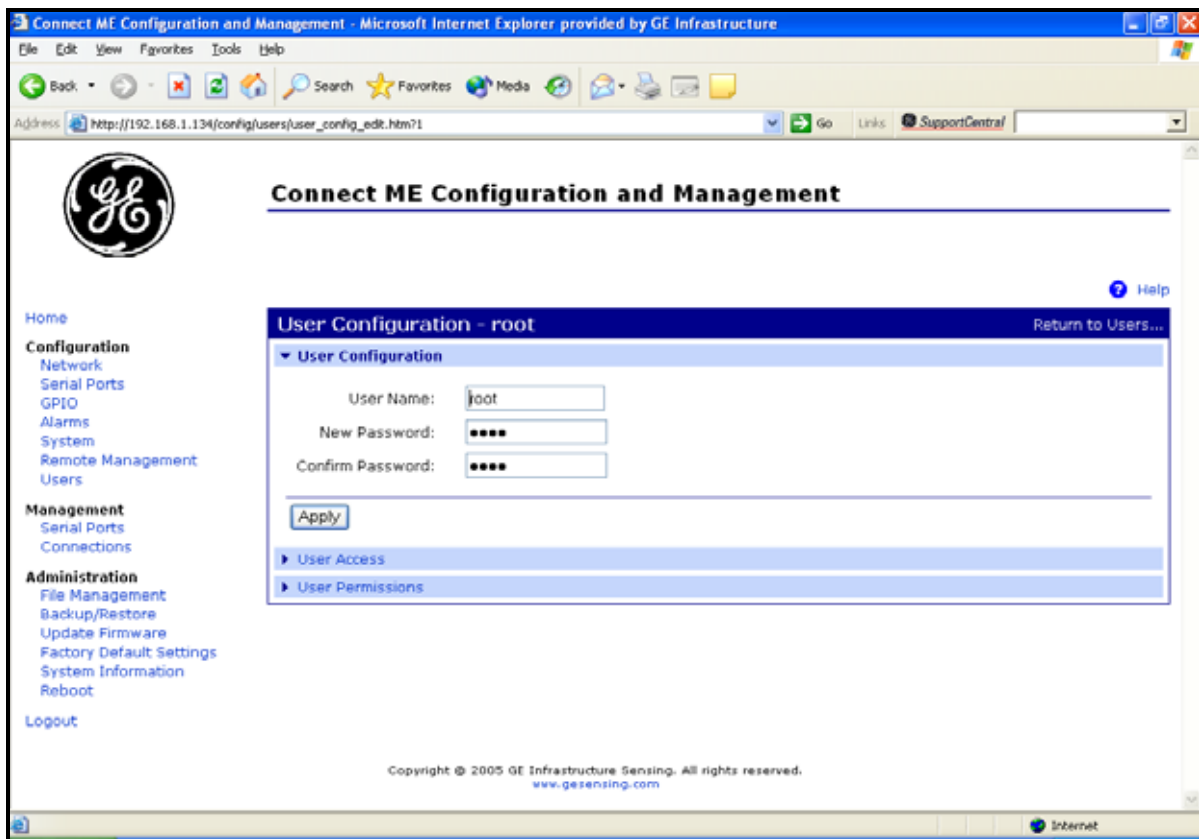 Connect ME Configuration and Management - Microsoft Internet Explorer provided by GE Infrastructure
File Edit View Favorites Tools Help
Back Search Favorites Media
Address http://192.168.1.134/config/users/user_config_edit.htm?1 Go Links SupportCentral
GE
Connect ME Configuration and Management
? Help
Home
Configuration
Network
Serial Ports
GPIO
Alarms
System
Remote Management
Users
Management
Serial Ports
Connections
Administration
File Management
Backup/Restore
Update Firmware
Factory Default Settings
System Information
Reboot
Logout
User Configuration - root Return to Users...
User Configuration
User Name: root
New Password: ••••
Confirm Password: ••••
Apply
User Access
User Permissions
Copyright © 2005 GE Infrastructure Sensing. All rights reserved.
www.gesensing.com
Internet